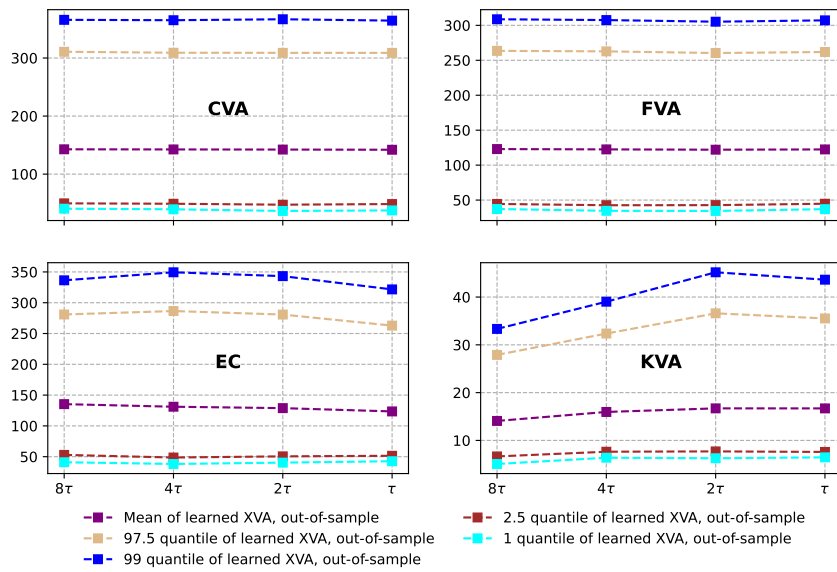 300
200
100
CVA
300
250
200
150
100
50
FVA
350
300
250
200
150
100
50
EC
8τ
4τ
2τ
τ
40
30
20
10
KVA
8τ
4τ
2τ
τ
Mean of learned XVA, out-of-sample
97.5 quantile of learned XVA, out-of-sample
99 quantile of learned XVA, out-of-sample
2.5 quantile of learned XVA, out-of-sample
1 quantile of learned XVA, out-of-sample